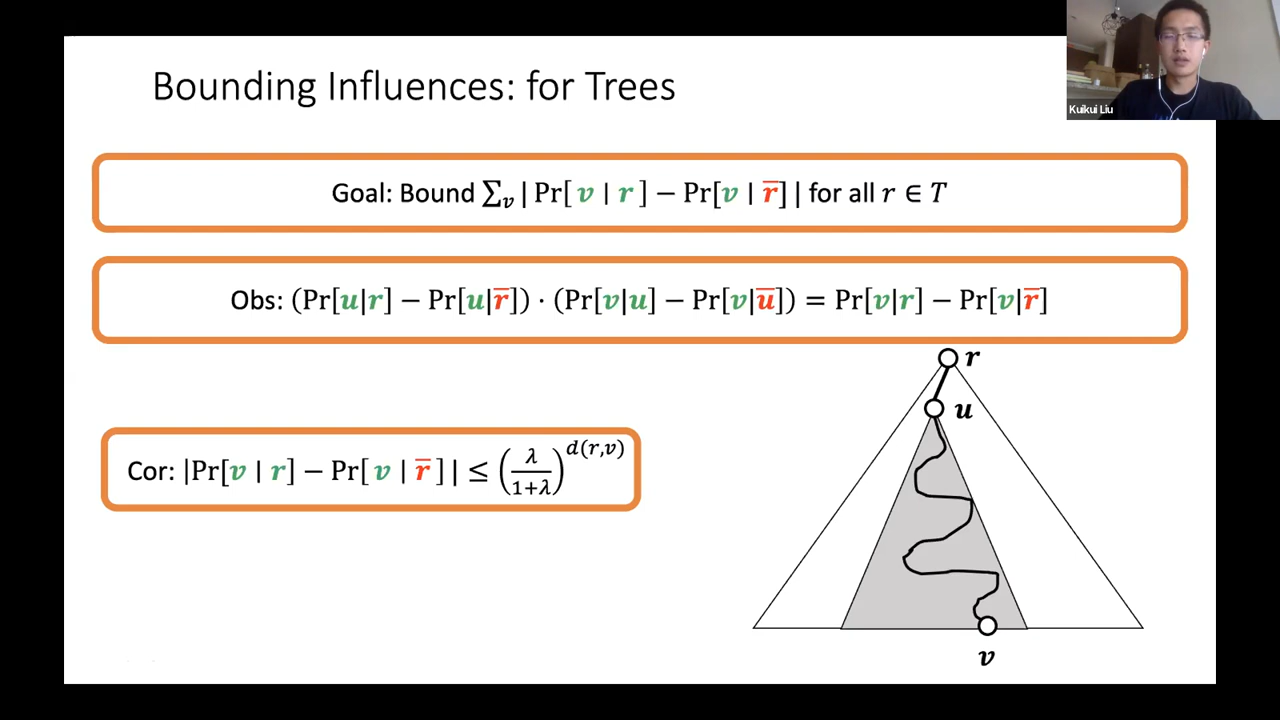 Bounding Influences: for Trees
Kuikui Liu
Goal: Bound ∑ᵥ | Pr[ v | r ] − Pr[ v | r̅ ] | for all r ∈ T
Obs: (Pr[u|r] − Pr[u|r̅]) · (Pr[v|u] − Pr[v|u̅]) = Pr[v|r] − Pr[v|r̅]
r
u
Cor: |Pr[ v | r] − Pr[ v | r̅ ] | ≤ (λ/(1+λ))^d(r,v)
v